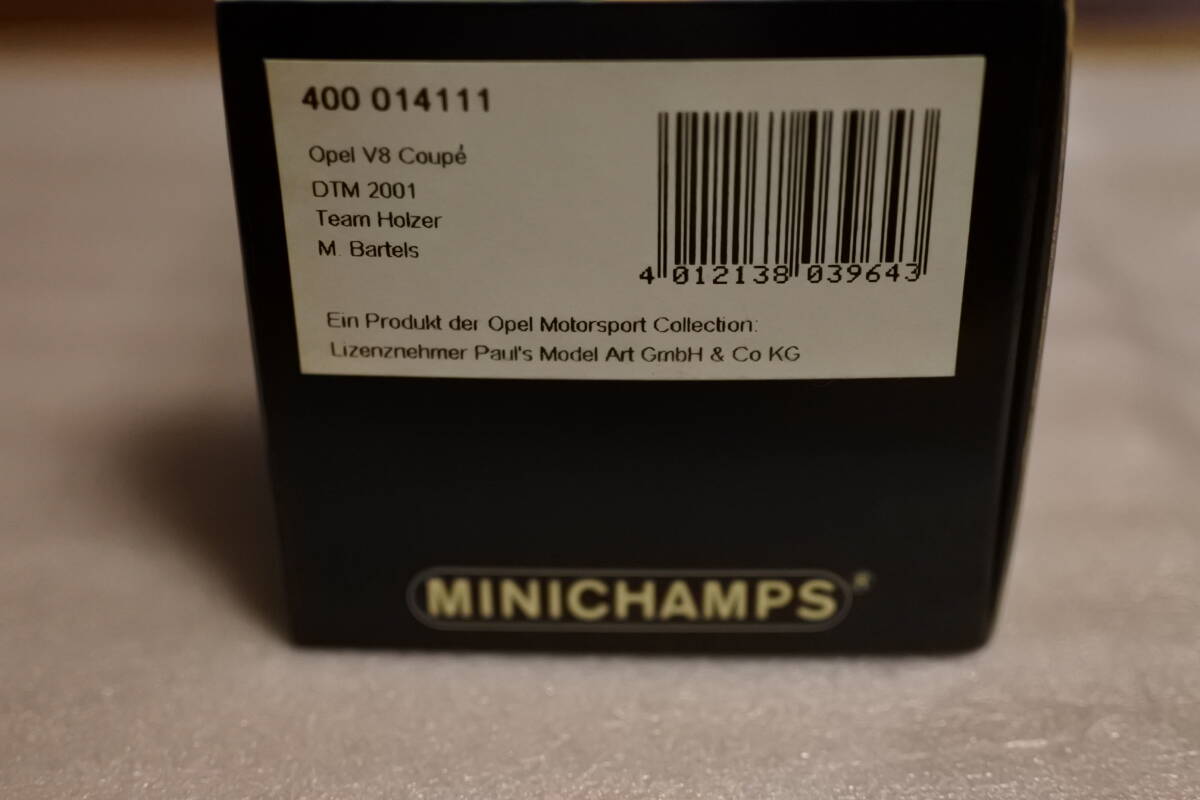 400 014111
Opel V8 Coupé
DTM 2001
Team Holzer
M. Bartels
4 012138 039643
Ein Produkt der Opel Motorsport Collection:
Lizenznehmer Paul's Model Art GmbH & Co KG
MINICHAMPS®